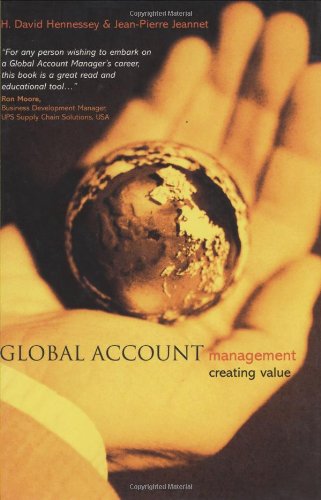 H. David Hennessey & Jean-Pierre Jeannet
"For any person wishing to embark on
a Global Account Manager's career,
this book is a great read and
educational tool..."
Ron Moore,
Business Development Manager,
UPS Supply Chain Solutions, USA
GLOBAL ACCOUNT management
creating value